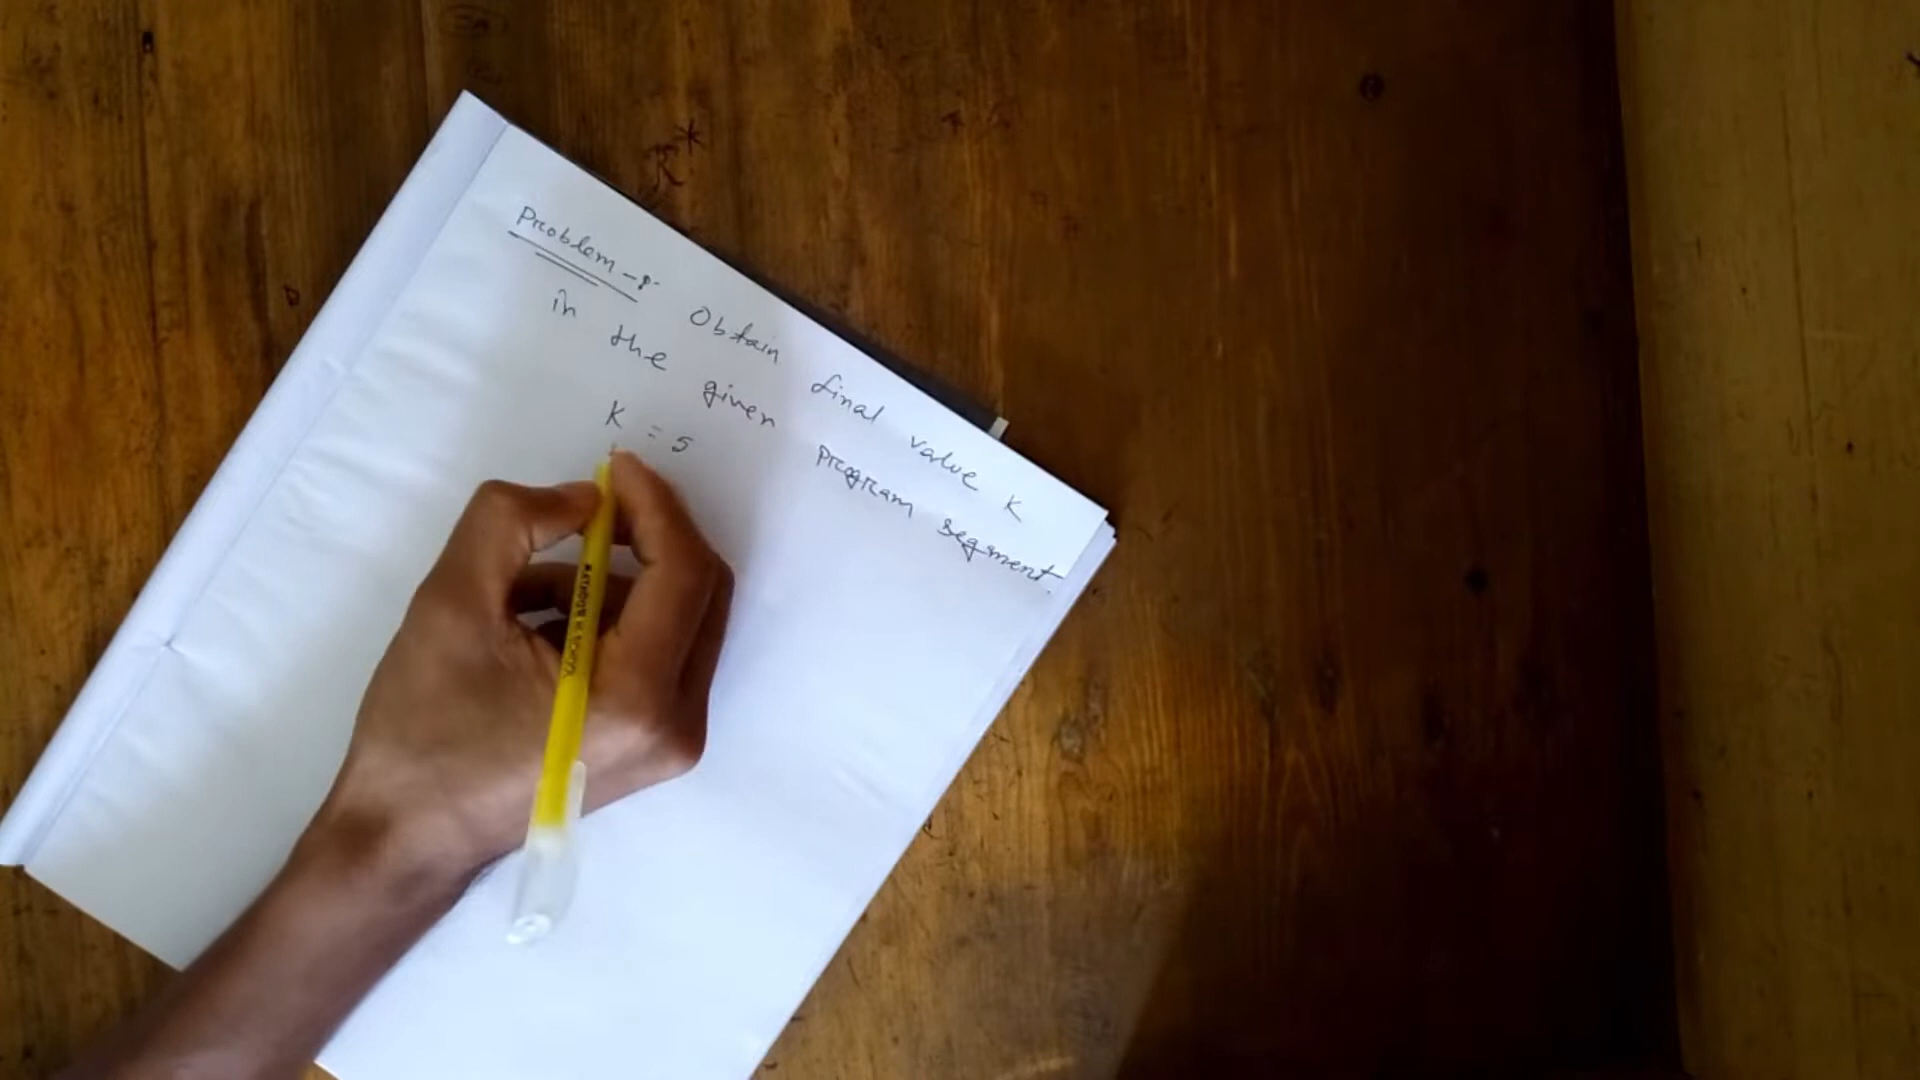 Problem - 8- Obtain final value K
in the given program segment.
K = 5